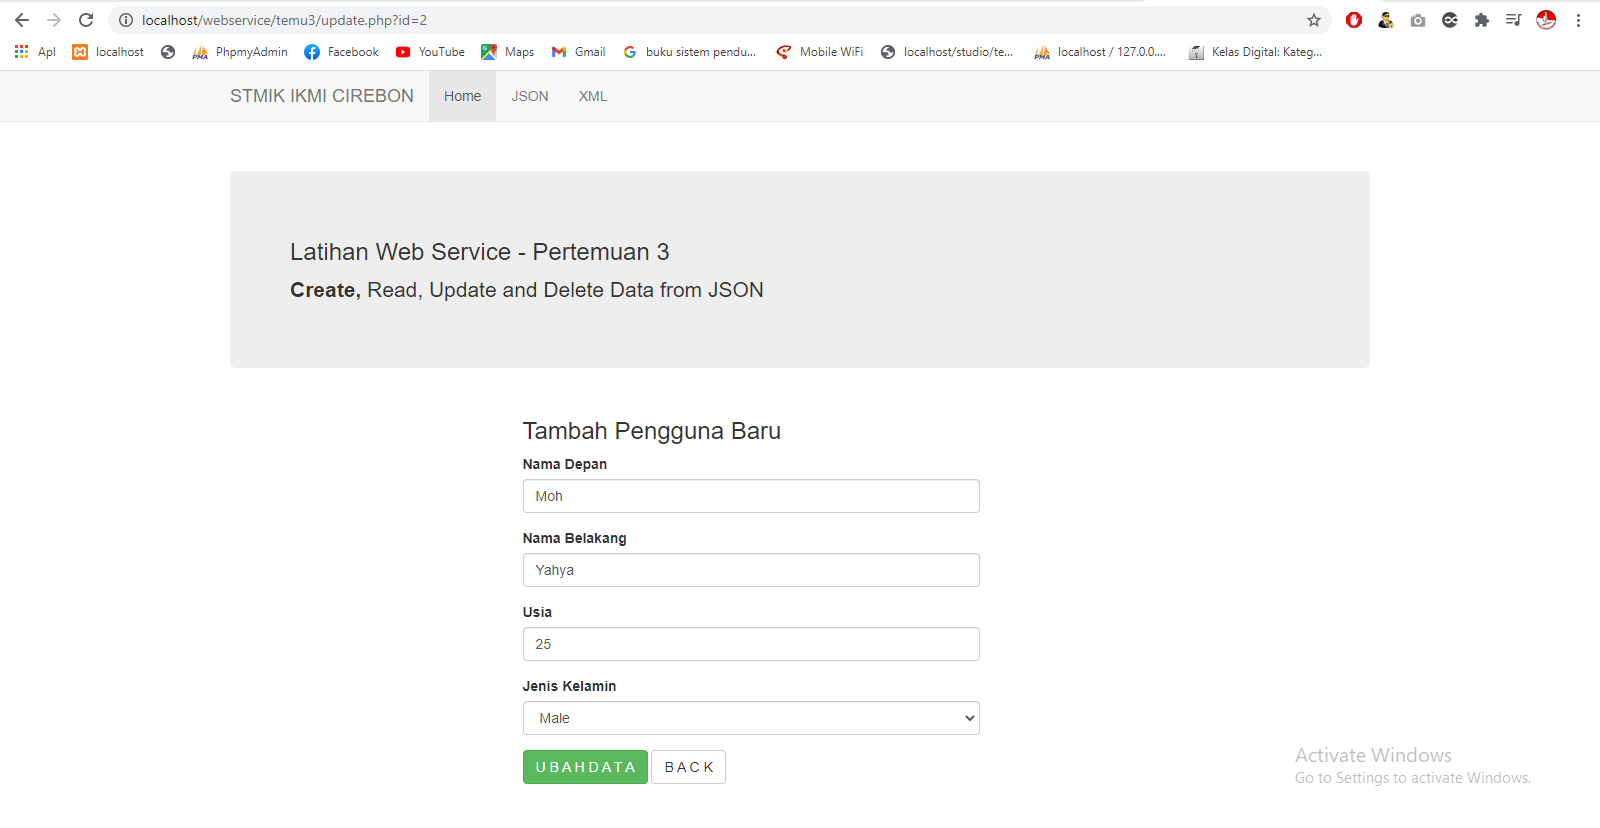 localhost/webservice/temu3/update.php?id=2
Apl localhost PhpmyAdmin Facebook YouTube Maps Gmail buku sistem pendu... Mobile WiFi localhost/studio/te... localhost / 127.0.0.... Kelas Digital: Kateg...
STMIK IKMI CIREBON Home JSON XML
Latihan Web Service - Pertemuan 3
Create, Read, Update and Delete Data from JSON
Tambah Pengguna Baru
Nama Depan
Moh
Nama Belakang
Yahya
Usia
25
Jenis Kelamin
Male
UBAHDATA BACK
Activate Windows
Go to Settings to activate Windows.